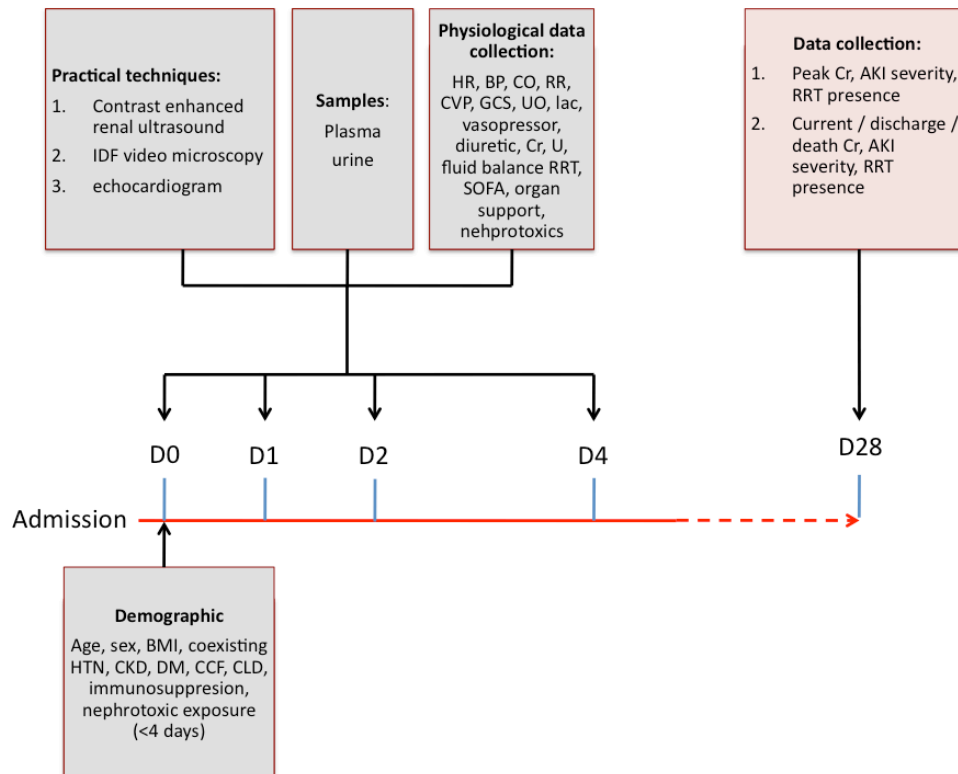 Practical techniques:
1. Contrast enhanced
renal ultrasound
2. IDF video microscopy
3. echocardiogram
Samples:
Plasma
urine
Physiological data
collection:
HR, BP, CO, RR,
CVP, GCS, UO, lac,
vasopressor,
diuretic, Cr, U,
fluid balance RRT,
SOFA, organ
support,
nehprotoxics
Data collection:
1. Peak Cr, AKI severity,
RRT presence
2. Current / discharge /
death Cr, AKI
severity, RRT
presence
D0
D1
D2
D4
D28
Admission
Demographic
Age, sex, BMI, coexisting
HTN, CKD, DM, CCF, CLD,
immunosuppresion,
nephrotoxic exposure
(<4 days)